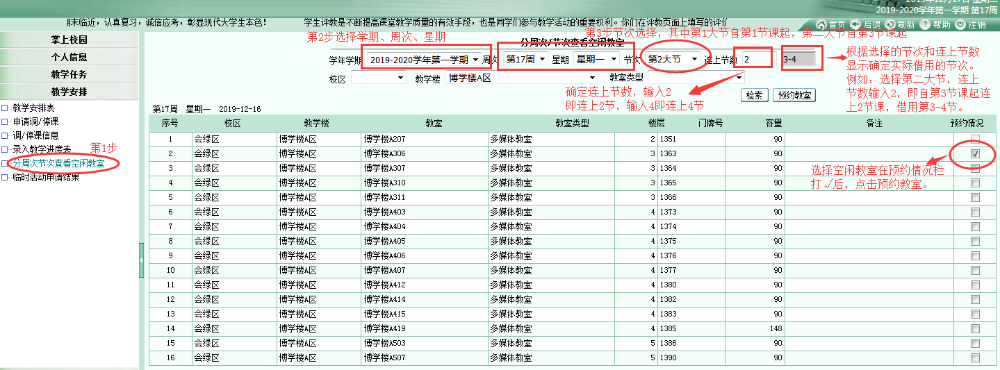 2019年12月17日 星期二
2019-2020学年第一学期 第17周
期末临近，认真复习，诚信应考，彰显现代大学生本色！ 学生评教是不断提高课堂教学质量的有效手段，也是同学们参与教学活动的重要权利。你们在评教页面上填写的评价
首页 后退 刷新 帮助 注销
掌上校园
个人信息
教学任务
教学安排
教学安排表
申请调/停课
调/停课信息
录入教学进度表
第1步
分周次节次查看空闲教室
临时活动申请结果
分周次/节次查看空闲教室
第2步选择学期、周次、星期
第3步节次选择，其中第1大节自第1节课起，第二大节自第3节课起
学年学期 2019-2020学年第一学期 周次 第17周 星期 星期一 节次 第2大节 连上节数 2 3-4
校区 教学楼 博学楼A区 教室类型
检索 预约教室
确定连上节数，输入2
即连上2节，输入4即连上4节
根据选择的节次和连上节数
显示确定实际借用的节次。
例如：选择第二大节，连上
节数输入2，即自第3节课起连
上2节课，借用第3-4节。
第17周 星期一 2019-12-16
序号 校区 教学楼 教室 教室类型 楼层 门牌号 容量 备注 预约情况
1 会绿区 博学楼A区 博学楼A207 多媒体教室 2 1351 90
2 会绿区 博学楼A区 博学楼A306 多媒体教室 3 1363 90
3 会绿区 博学楼A区 博学楼A307 多媒体教室 3 1364 90
4 会绿区 博学楼A区 博学楼A310 多媒体教室 3 1365 90
5 会绿区 博学楼A区 博学楼A311 多媒体教室 3 1366 90
6 会绿区 博学楼A区 博学楼A403 多媒体教室 4 1373 90
7 会绿区 博学楼A区 博学楼A404 多媒体教室 4 1374 90
8 会绿区 博学楼A区 博学楼A405 多媒体教室 4 1375 90
9 会绿区 博学楼A区 博学楼A406 多媒体教室 4 1376 90
10 会绿区 博学楼A区 博学楼A407 多媒体教室 4 1377 90
11 会绿区 博学楼A区 博学楼A412 多媒体教室 4 1380 90
12 会绿区 博学楼A区 博学楼A414 多媒体教室 4 1382 90
13 会绿区 博学楼A区 博学楼A415 多媒体教室 4 1383 90
14 会绿区 博学楼A区 博学楼A419 多媒体教室 4 1385 148
15 会绿区 博学楼A区 博学楼A503 多媒体教室 5 1386 90
16 会绿区 博学楼A区 博学楼A507 多媒体教室 5 1390 90
选择空闲教室在预约情况栏
打√后，点击预约教室。